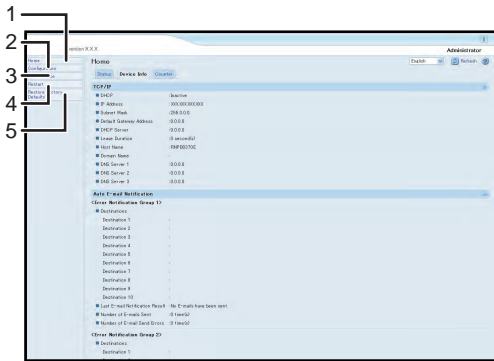 1
2
3
4
5
version X.X.X
Administrator
Home
Home
English
Refresh
Restart
Status Device Info Counter
TCP/IP
DHCP :Inactive
IP Address :XXX.XXX.XXX.XXX
Subnet Mask :255.0.0.0
Default Gateway Address :0.0.0.0
DHCP Server :0.0.0.0
Lease Duration :0 second(s)
Host Name
Domain Name :
DNS Server 1 :0.0.0.0
DNS Server 2 :0.0.0.0
DNS Server 3 :0.0.0.0
Auto E-mail Notification
<Error Notification Group 1>
Destinations
Destination 1 :
Destination 2 :
Destination 3 :
Destination 4 :
Destination 5 :
Destination 6 :
Destination 7 :
Destination 8 :
Destination 9 :
Destination 10 :
Last E-mail Notification Result :No E-mails have been sent
Number of E-mails Sent :0 time(s)
Number of E-mail Send Errors :0 time(s)
<Error Notification Group 2>
Destinations
Destination 1 :